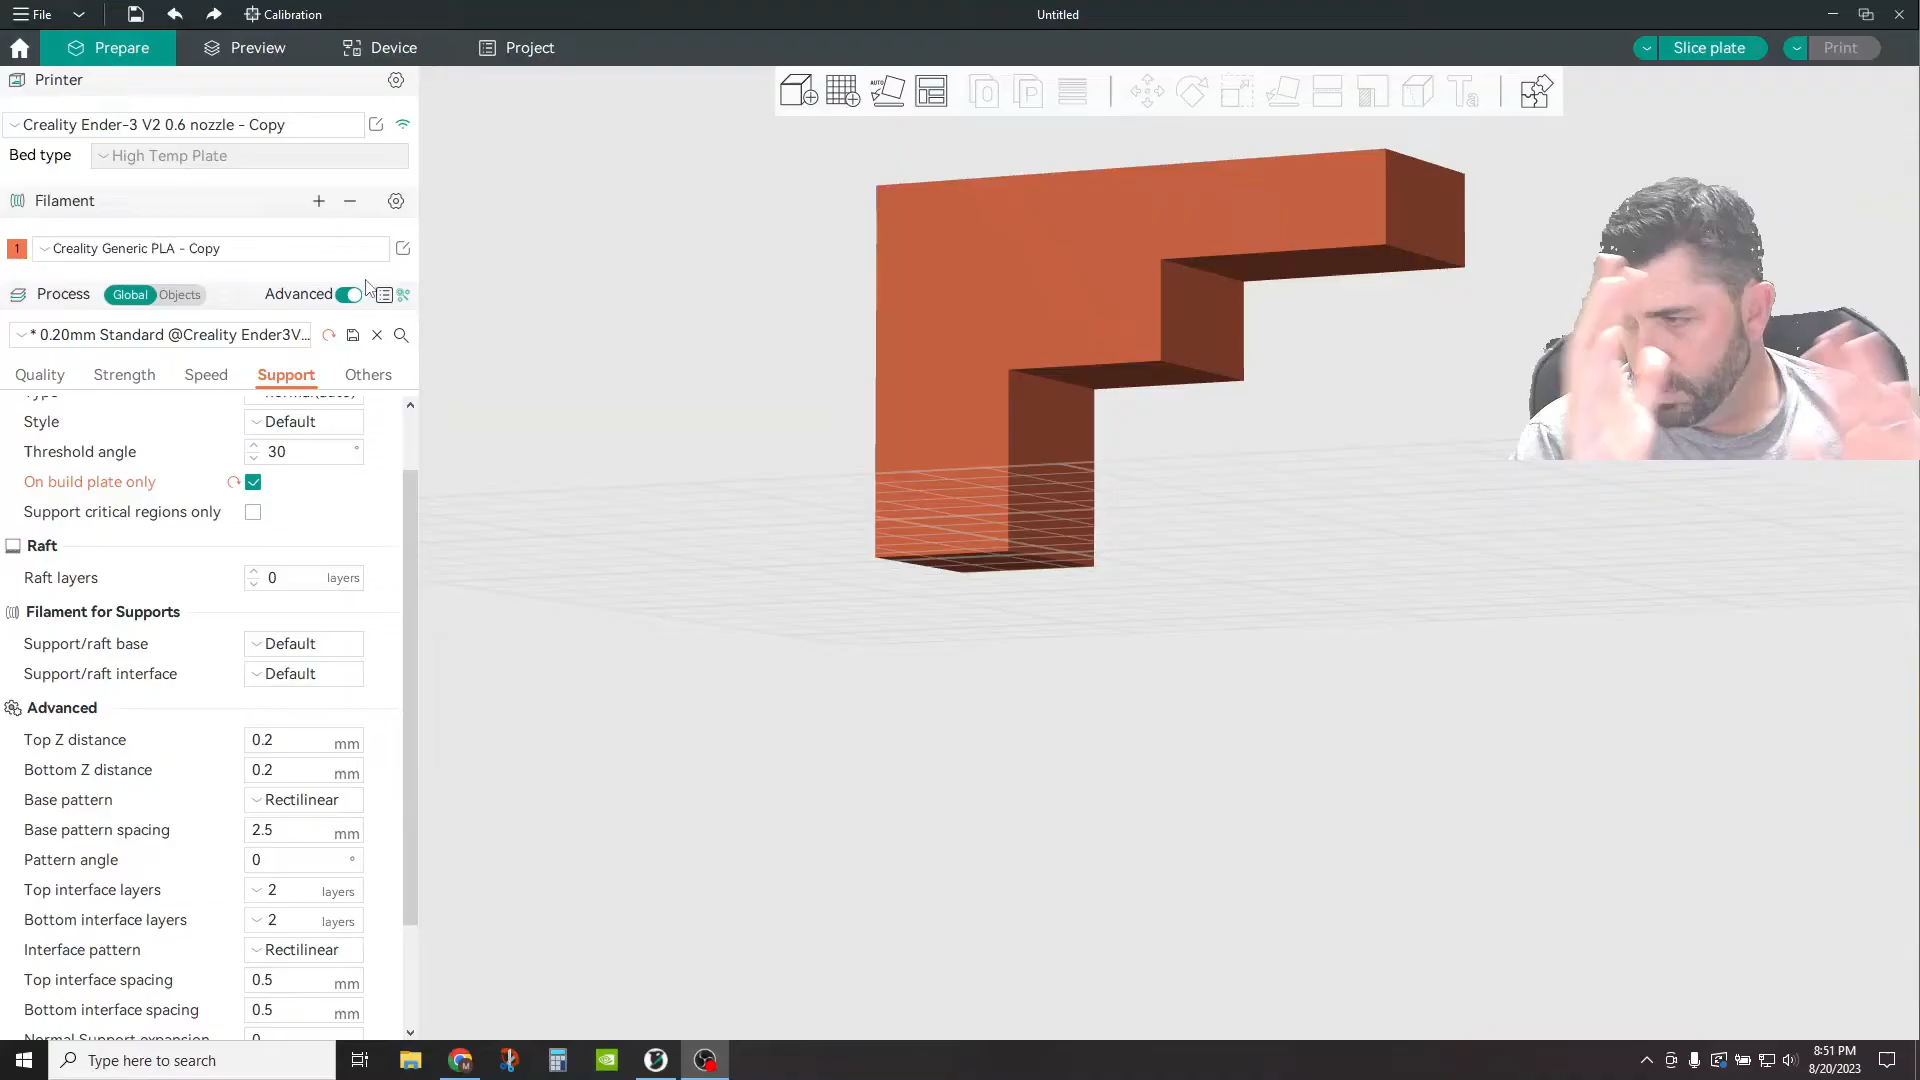 File
Calibration
Untitled
Prepare
Preview
Device
Project
Slice plate
Print
Printer
Creality Ender-3 V2 0.6 nozzle - Copy
Bed type
High Temp Plate
Filament
1
Creality Generic PLA - Copy
Process
Global
Objects
Advanced
* 0.20mm Standard @Creality Ender3V...
Quality
Strength
Speed
Support
Others
Style
Default
Threshold angle
30 °
On build plate only
Support critical regions only
Raft
Raft layers
0 layers
Filament for Supports
Support/raft base
Default
Support/raft interface
Default
Advanced
Top Z distance
0.2 mm
Bottom Z distance
0.2 mm
Base pattern
Rectilinear
Base pattern spacing
2.5 mm
Pattern angle
0 °
Top interface layers
2 layers
Bottom interface layers
2 layers
Interface pattern
Rectilinear
Top interface spacing
0.5 mm
Bottom interface spacing
0.5 mm
Normal Support expansion
0
Type here to search
8:51 PM
8/20/2023